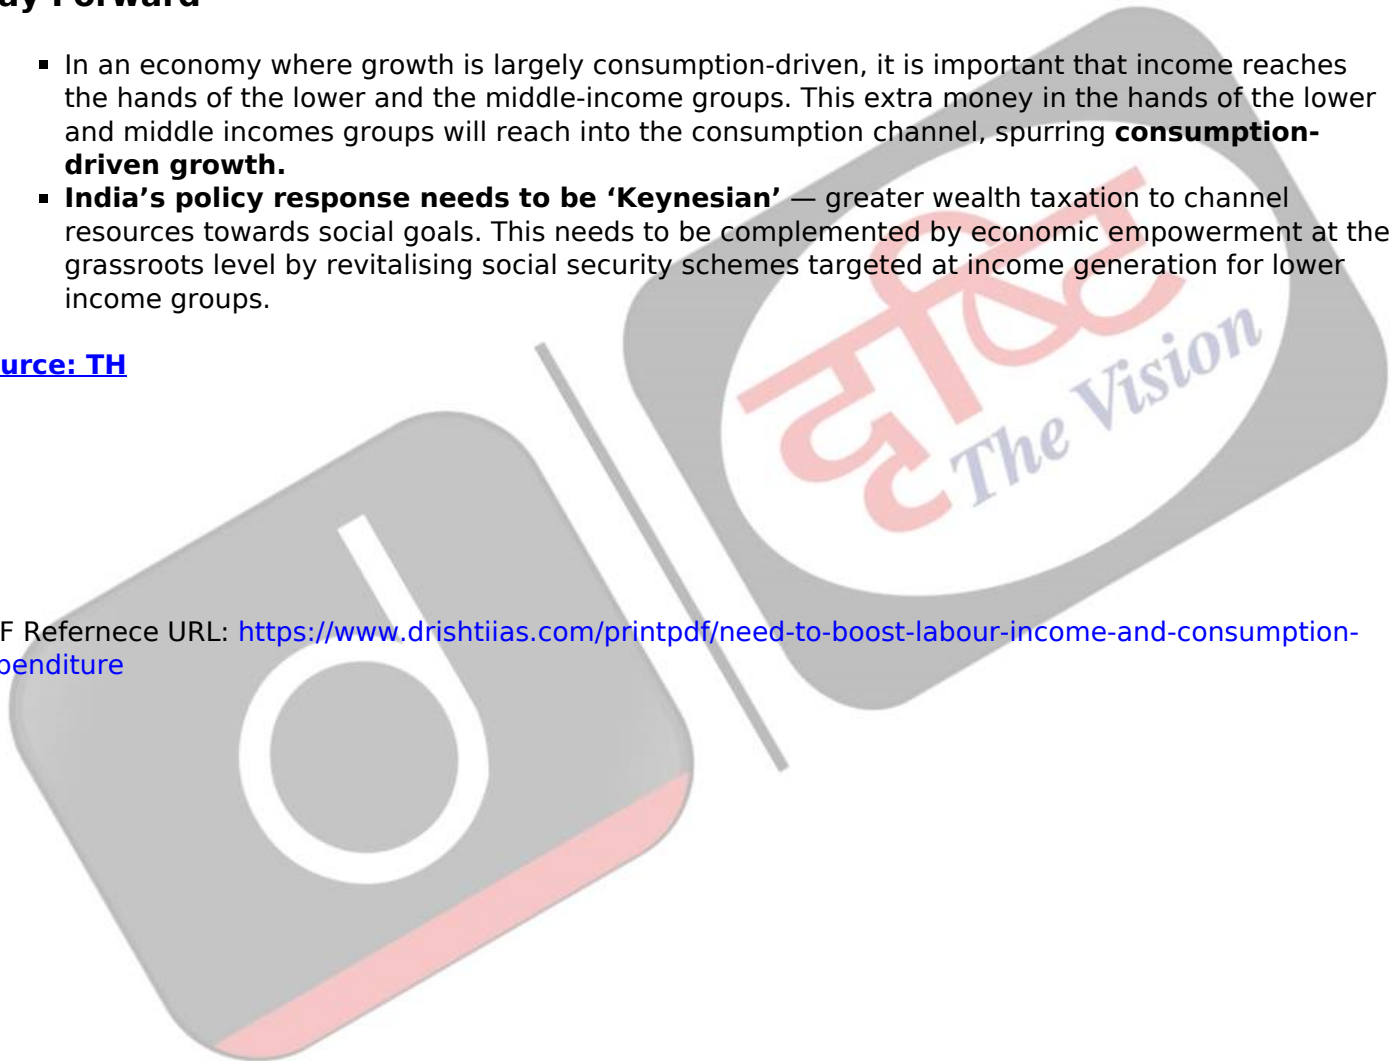 ay Forward
▪ In an economy where growth is largely consumption-driven, it is important that income reaches
the hands of the lower and the middle-income groups. This extra money in the hands of the lower
and middle incomes groups will reach into the consumption channel, spurring consumption-
driven growth.
▪ India’s policy response needs to be ‘Keynesian’ — greater wealth taxation to channel
resources towards social goals. This needs to be complemented by economic empowerment at the
grassroots level by revitalising social security schemes targeted at income generation for lower
income groups.
urce: TH
दृष्टि
The Vision
d
F Refernece URL: https://www.drishtiias.com/printpdf/need-to-boost-labour-income-and-consumption-
penditure